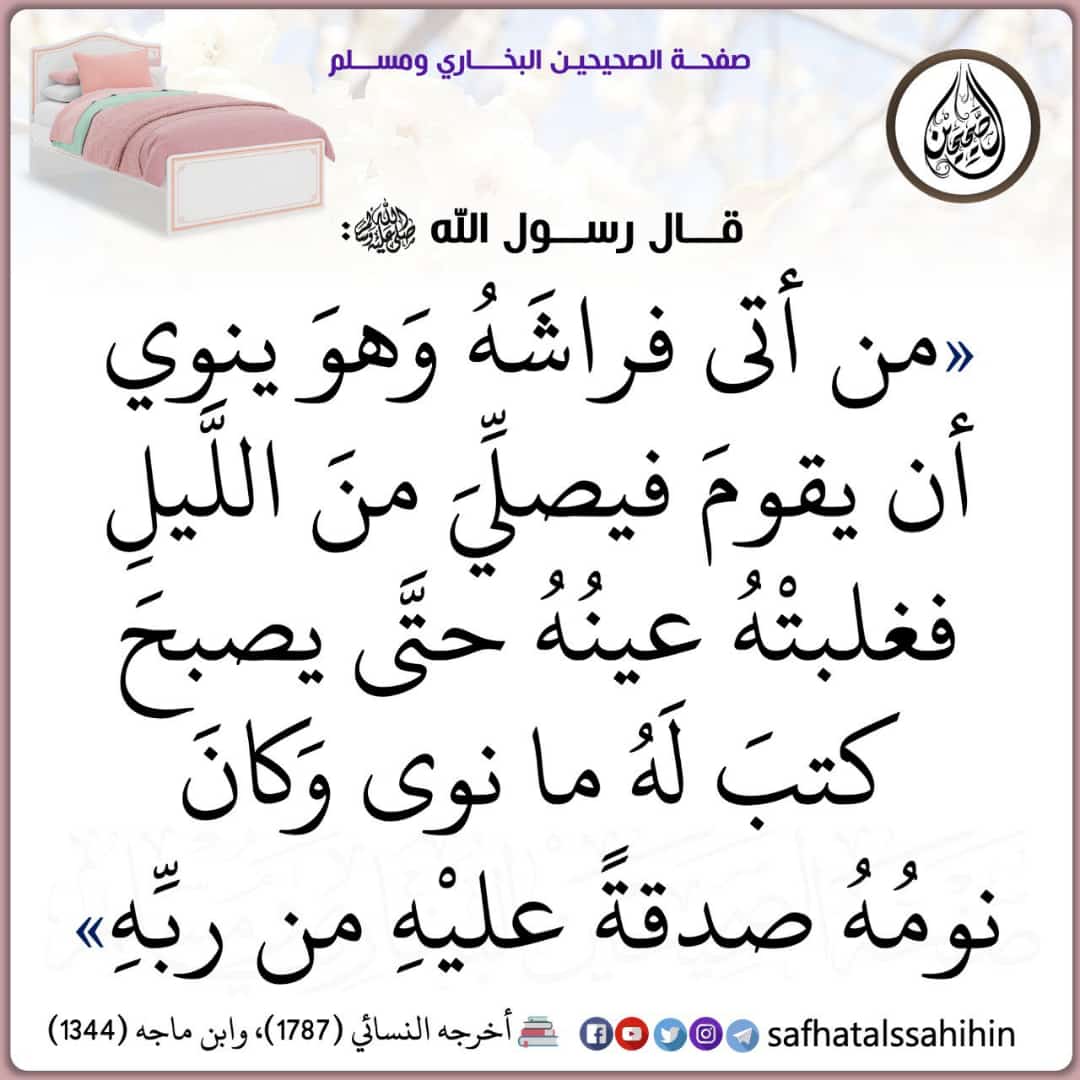 صفحة الصحيحين البخاري ومسلم
الصحيحين
قال رسول الله ﷺ:
«من أتى فراشَهُ وَهوَ ينوي
أن يقومَ فيصلِّيَ منَ اللَّيلِ
فغلبتْهُ عينُهُ حتَّى يصبحَ
كتبَ لَهُ ما نوى وَكانَ
نومُهُ صدقةً عليْهِ من ربِّهِ»
أخرجه النسائي (1787)، وابن ماجه (1344)
safhatalssahihin